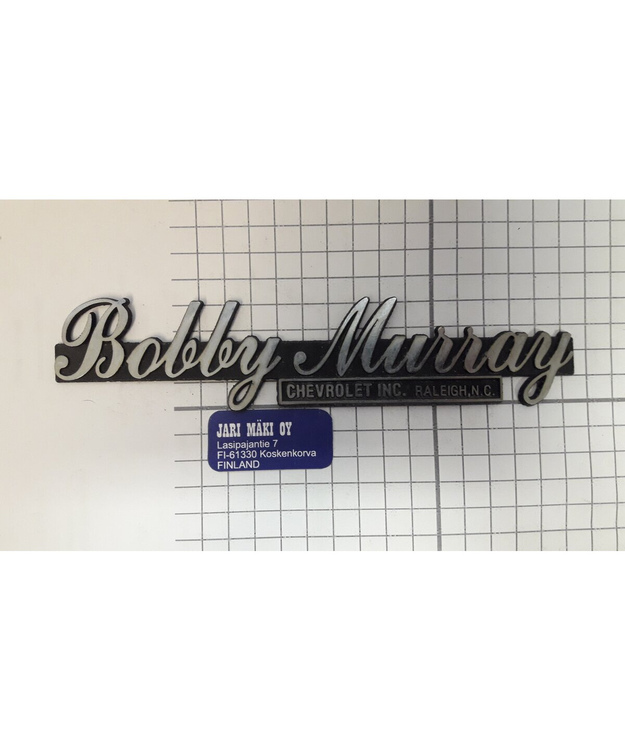 Bobby Murray
CHEVROLET INC. RALEIGH, N.C.
JARI MÄKI OY
Lasipajantie 7
FI-61330 Koskenkorva
FINLAND